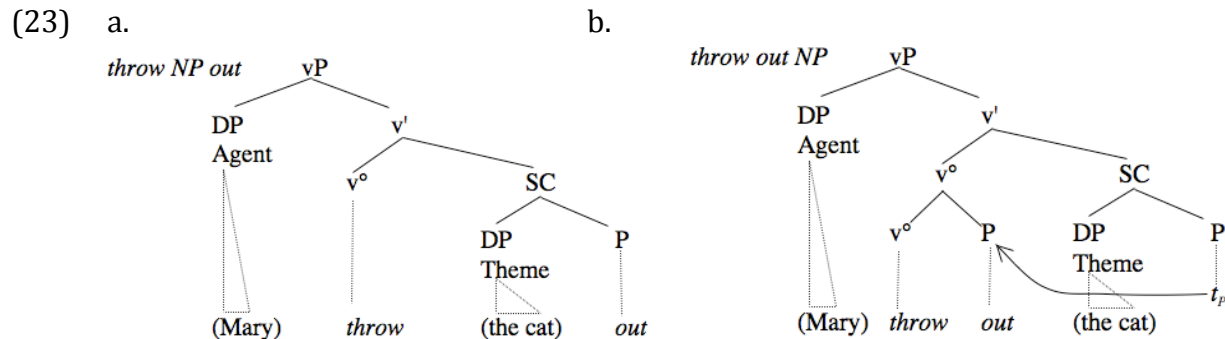 (23) a. b.
throw NP out vP
throw out NP vP
DP v'
DP v'
Agent
Agent
v° SC
v° SC
DP P
v° P DP P
Theme
Theme
(Mary) throw (the cat) out
(Mary) throw out (the cat) tₚ